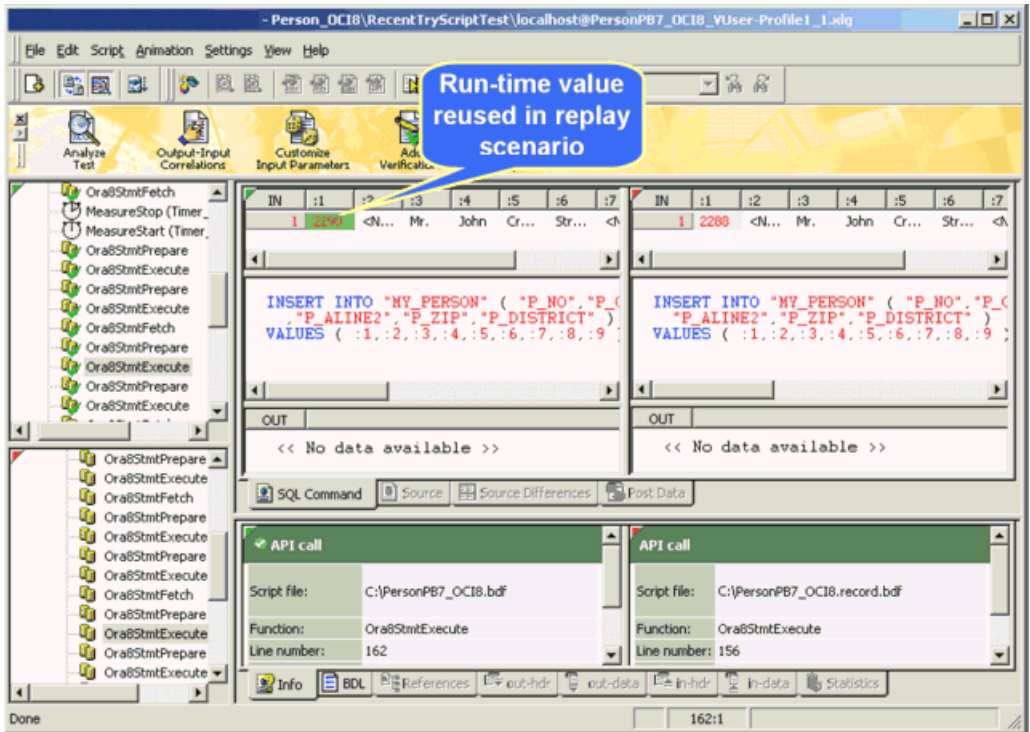 - Person_OCI8\RecentTryScriptTest\localhost@PersonPB7_OCI8_VUser-Profile1_1.xlg
File Edit Script Animation Settings View Help
Run-time value
reused in replay
scenario
Analyze
Test
Output-Input
Correlations
Customize
Input Parameters
Ora8StmtFetch
MeasureStop (Timer_
MeasureStart (Timer_
Ora8StmtPrepare
Ora8StmtExecute
Ora8StmtPrepare
Ora8StmtExecute
Ora8StmtFetch
Ora8StmtPrepare
Ora8StmtExecute
Ora8StmtPrepare
Ora8StmtExecute
IN :1 :2 :3 :4 :5 :6 :7
1 2290 <N... Mr. John Cr... Str... <N
INSERT INTO "MY_PERSON" ( "P_NO","P_
,"P_ALINE2","P_ZIP","P_DISTRICT" )
VALUES ( :1,:2,:3,:4,:5,:6,:7,:8,:9
OUT
<< No data available >>
IN :1 :2 :3 :4 :5 :6 :7
1 2288 <N... Mr. John Cr... Str... <N
INSERT INTO "MY_PERSON" ( "P_NO","P_C
"P_ALINE2","P_ZIP","P_DISTRICT" )
VALUES ( :1,:2,:3,:4,:5,:6,:7,:8,:9 )
OUT
<< No data available >>
SQL Command Source Source Differences Post Data
Ora8StmtPrepare
Ora8StmtExecute
Ora8StmtFetch
Ora8StmtPrepare
Ora8StmtExecute
Ora8StmtPrepare
Ora8StmtExecute
Ora8StmtFetch
Ora8StmtPrepare
Ora8StmtExecute
Ora8StmtPrepare
Ora8StmtExecute
API call
Script file: C:\PersonPB7_OCI8.bdf
Function: Ora8StmtExecute
Line number: 162
API call
Script file: C:\PersonPB7_OCI8.record.bdf
Function: Ora8StmtExecute
Line number: 156
Info BDL References out-hdr out-data in-hdr in-data Statistics
Done
162:1